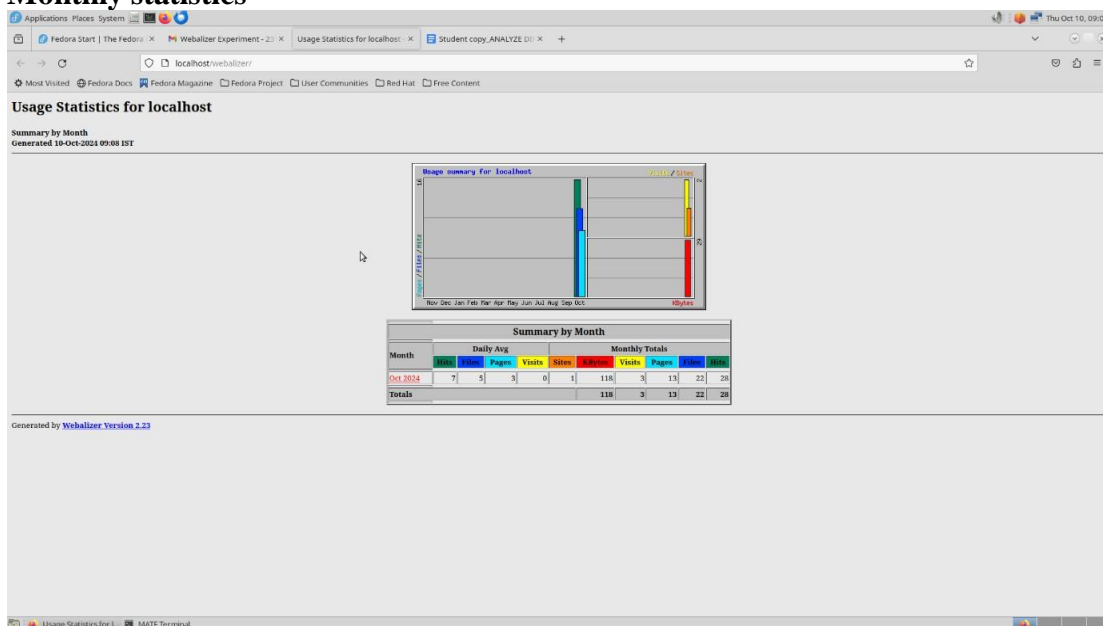 Monthly statistics
Applications Places System
Thu Oct 10, 09:0
Fedora Start | The Fedora
Webalizer Experiment - 23
Usage Statistics for localhost
Student copy_ANALYZE
localhost/webalizer/
Most Visited Fedora Docs Fedora Magazine Fedora Project User Communities Red Hat Free Content
Usage Statistics for localhost
Summary by Month
Generated 10-Oct-2024 09:08 IST
Usage summary for localhost
Visits / Sites
Pages / Files / Hits
Nov Dec Jan Feb Mar Apr May Jun Jul Aug Sep Oct
KBytes
Summary by Month
Month
Daily Avg Monthly Totals
Hits Files Pages Visits Sites KBytes Visits Pages Files Hits
Oct 2024 7 5 3 0 1 118 3 13 22 28
Totals 118 3 13 22 28
Generated by Webalizer Version 2.23
Usage Statistics for l... MATE Terminal